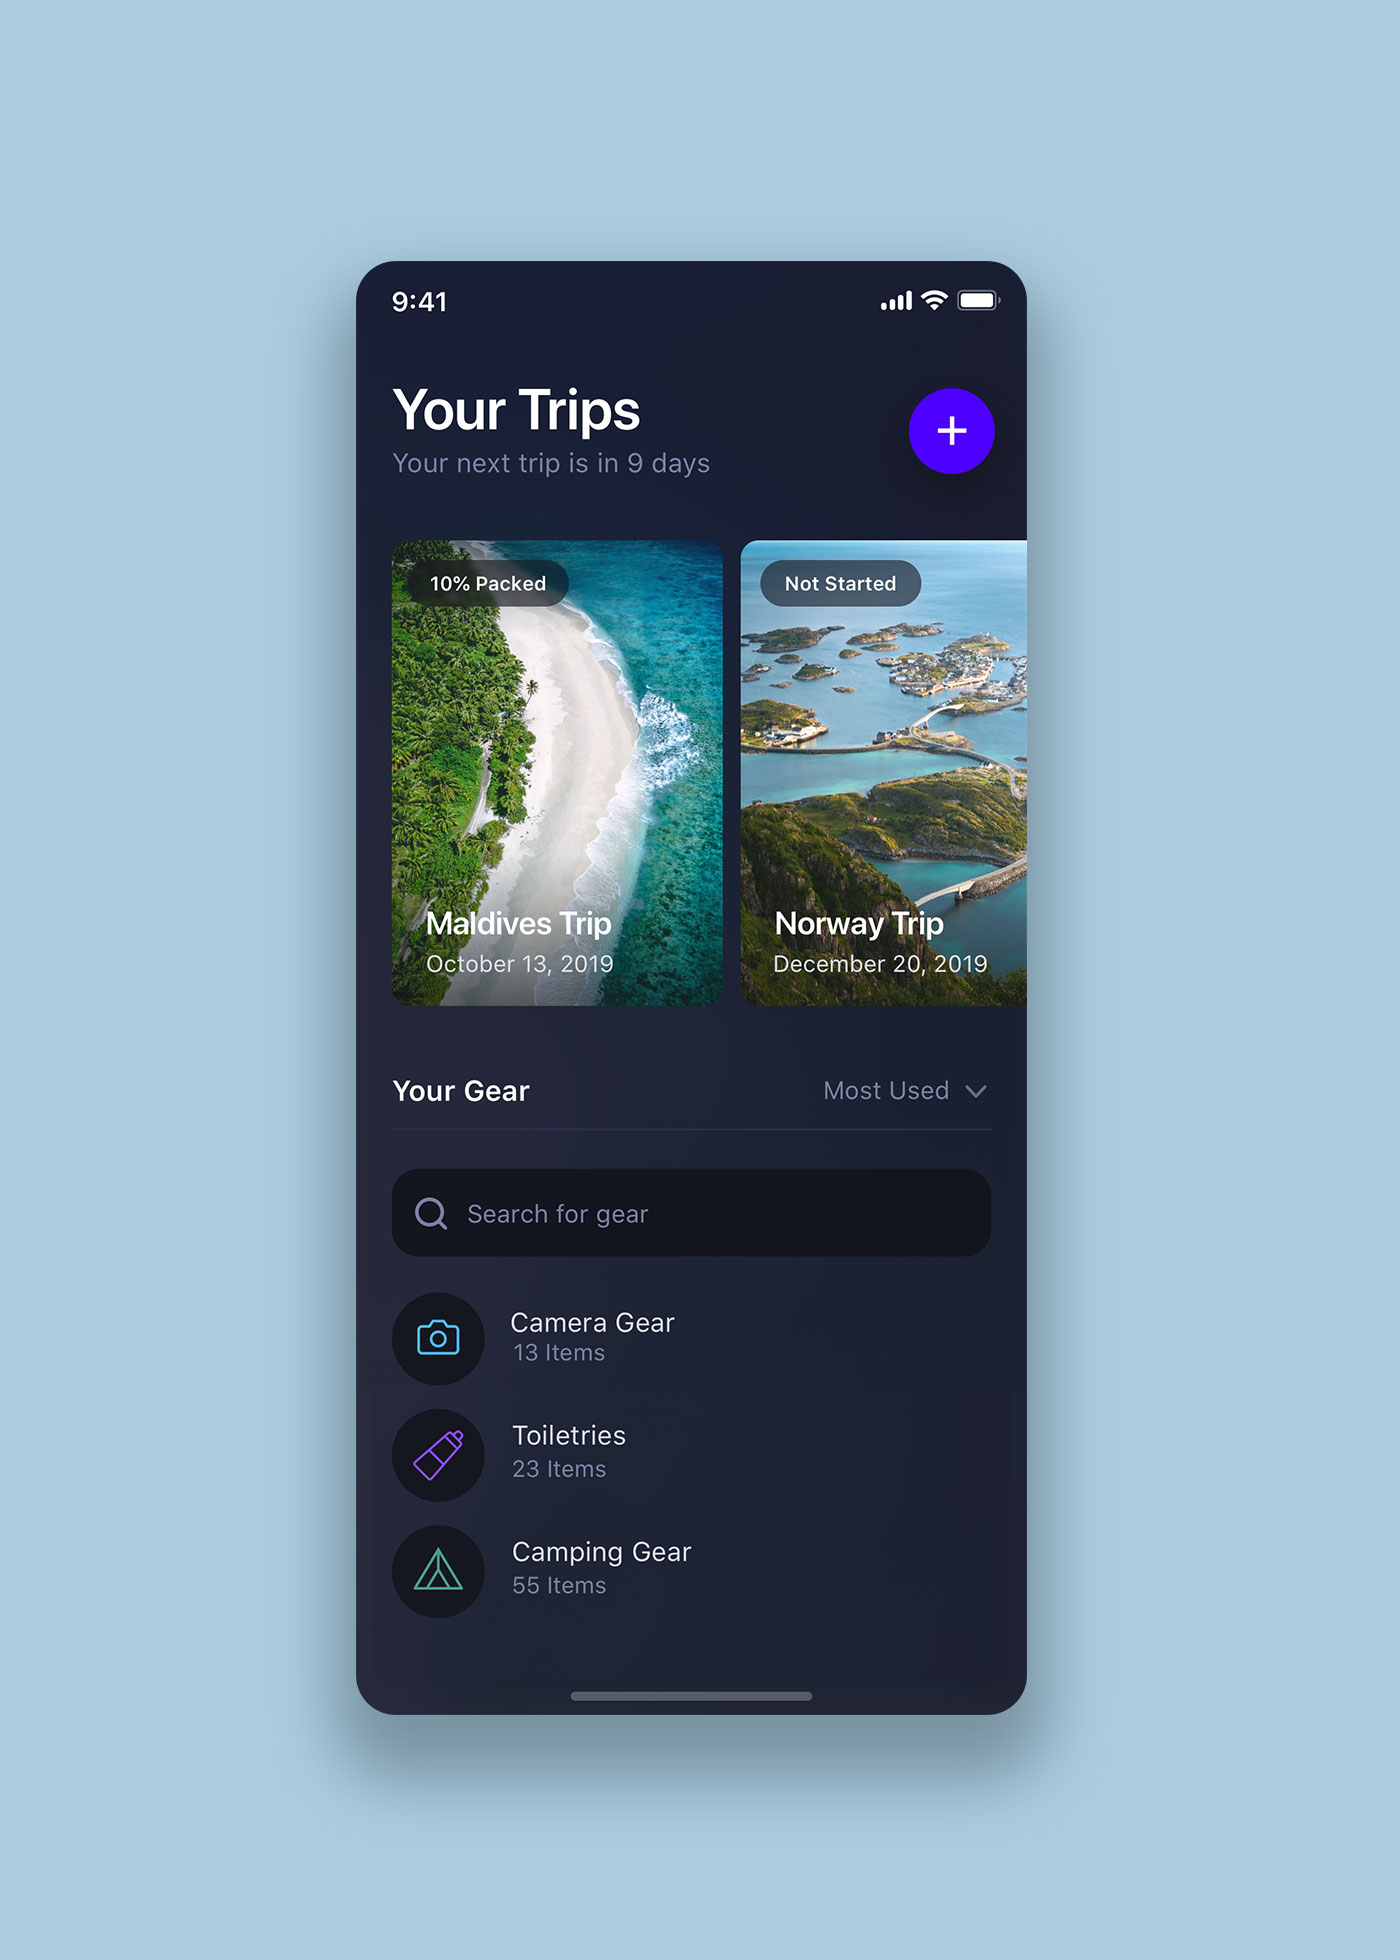 9:41
Your Trips
Your next trip is in 9 days
10% Packed
Not Started
Maldives Trip
October 13, 2019
Norway Trip
December 20, 2019
Your Gear
Most Used
Search for gear
Camera Gear
13 Items
Toiletries
23 Items
Camping Gear
55 Items